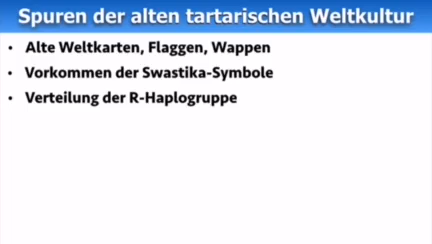 Spuren der alten tartarischen Weltkultur
• Alte Weltkarten, Flaggen, Wappen
• Vorkommen der Swastika-Symbole
• Verteilung der R-Haplogruppe